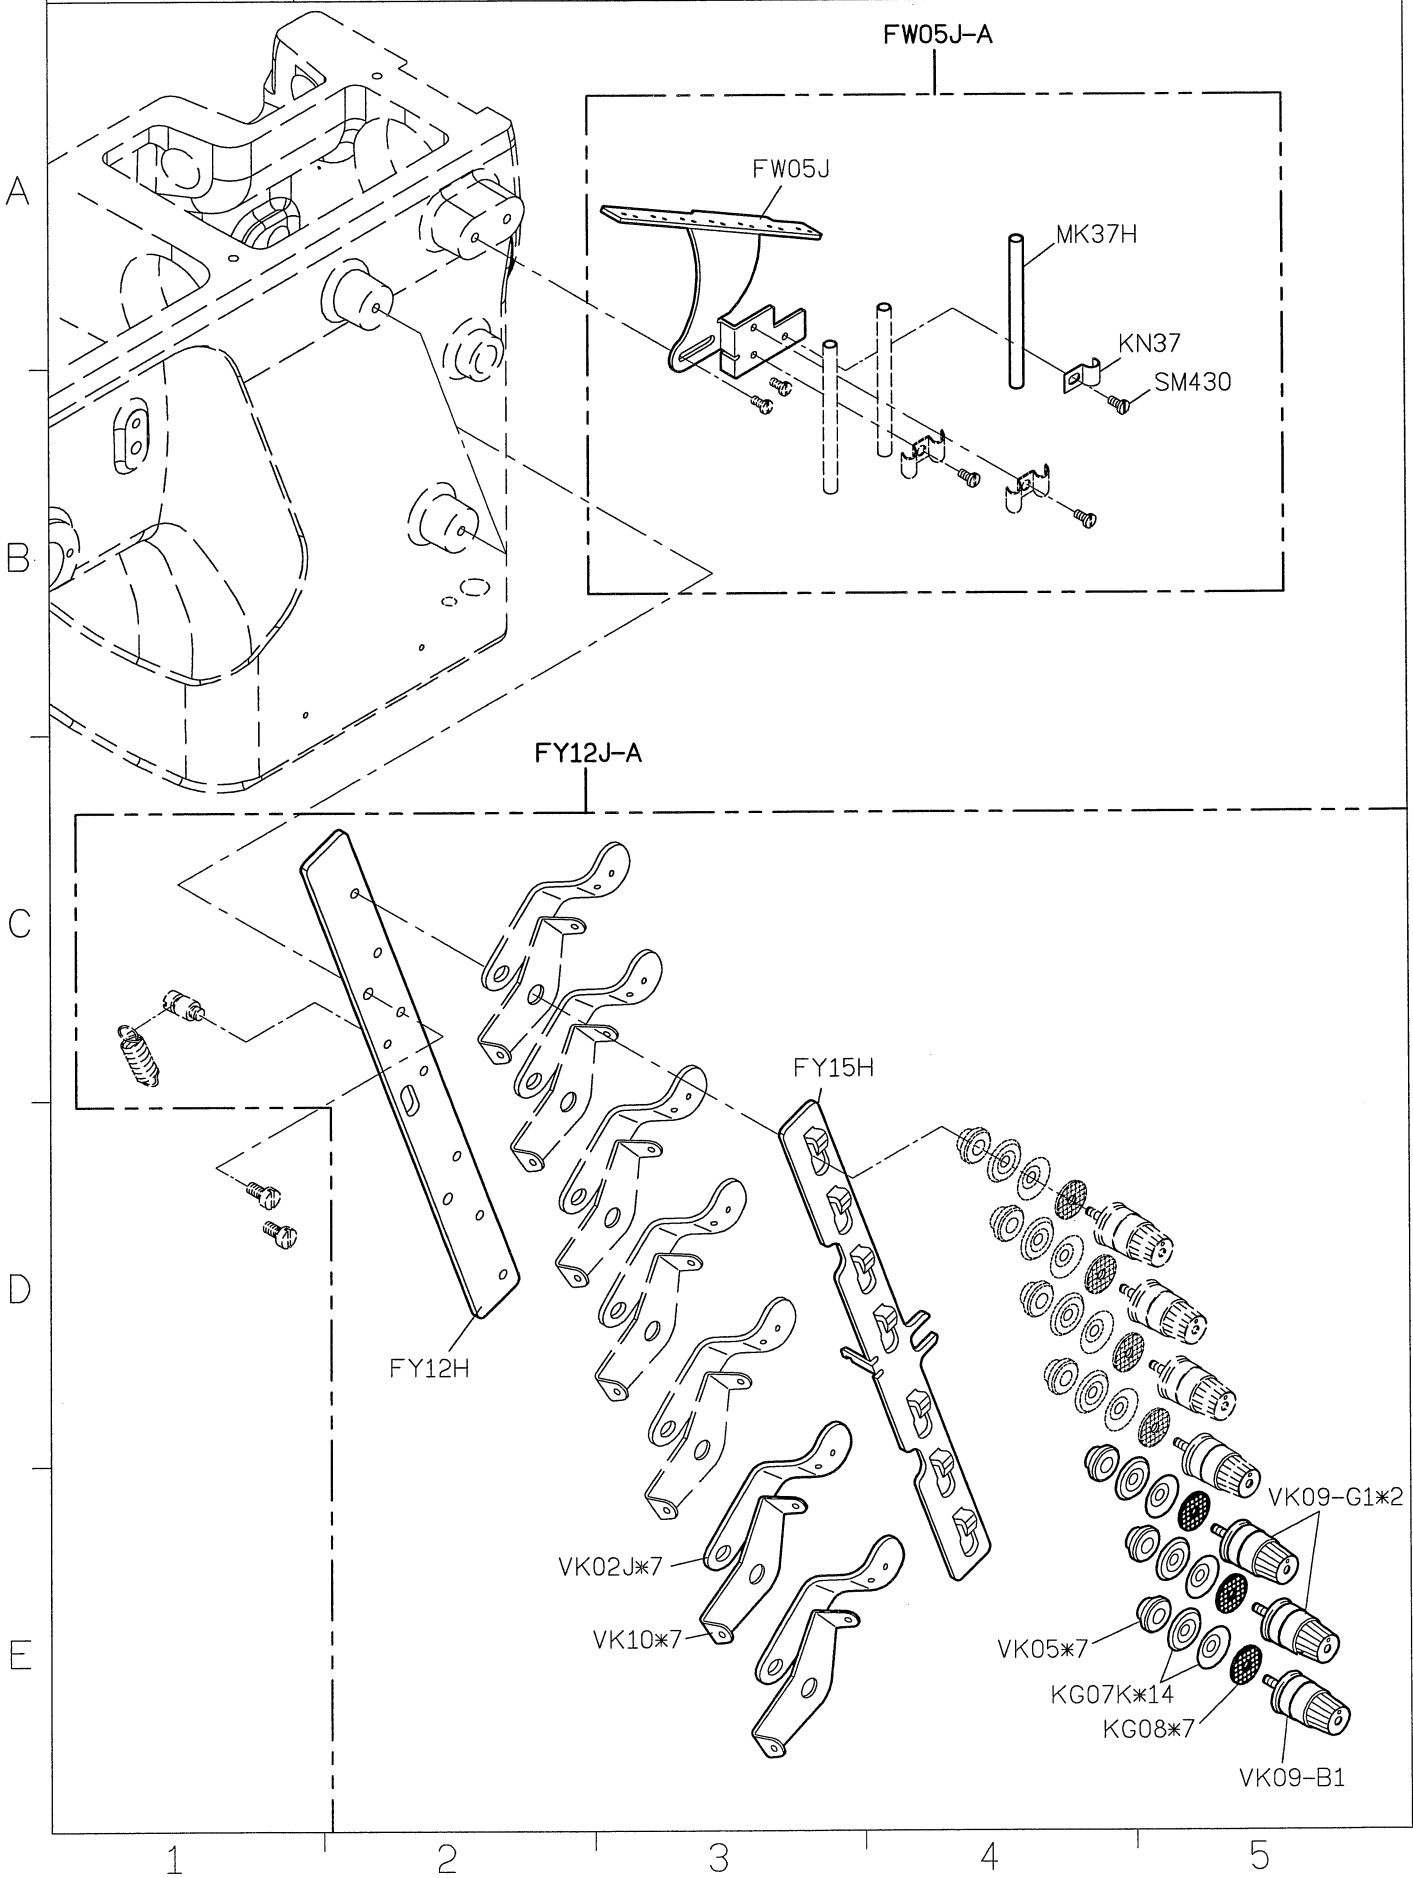 FW05J-A
FW05J
A
MK37H
KN37
SM430
B
FY12J-A
C
FY15H
D
FY12H
VK09-G1*2
VK02J*7
VK10*7
VK05*7
E
KG07K*14
KG08*7
VK09-B1
1 2 3 4 5